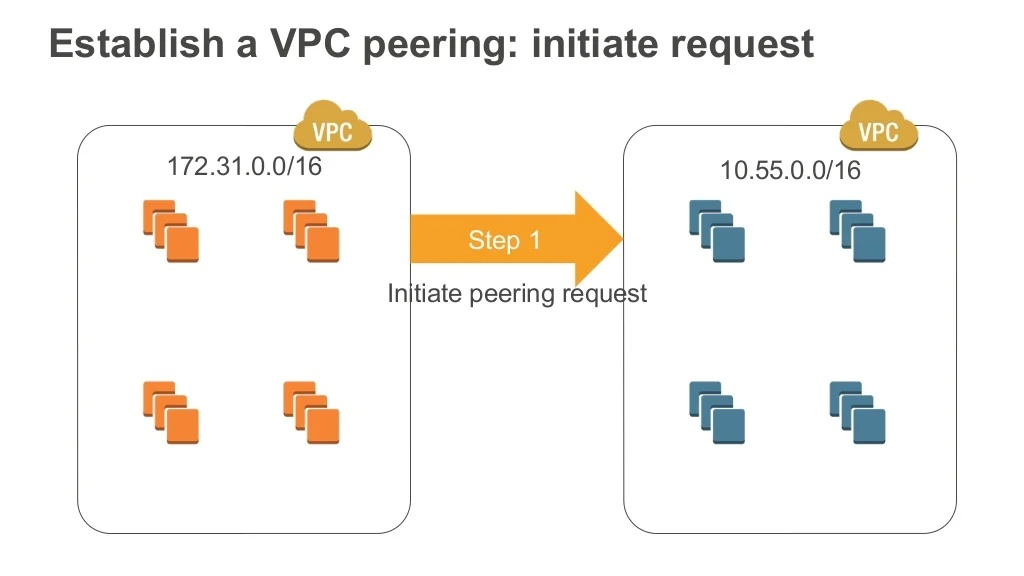 Establish a VPC peering: initiate request
VPC
VPC
172.31.0.0/16
10.55.0.0/16
Step 1
Initiate peering request